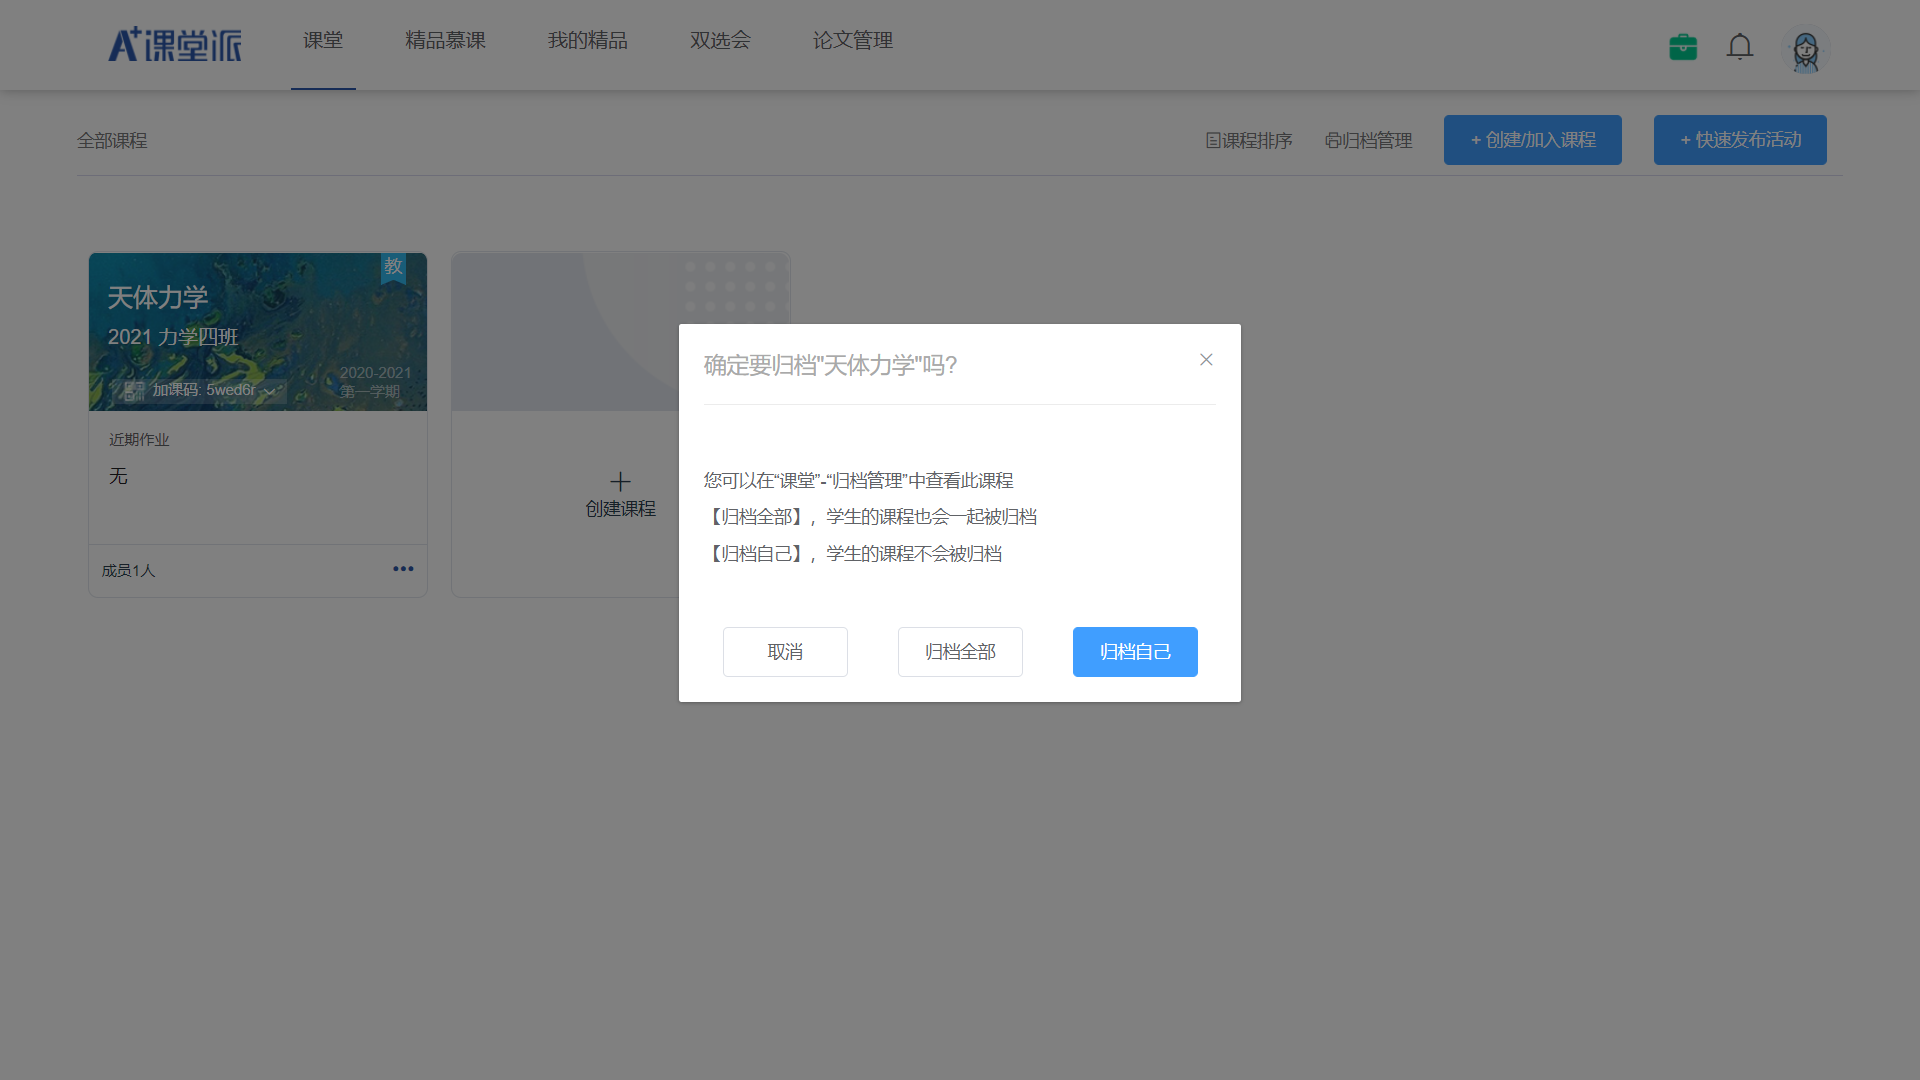 A+课堂派
课堂
精品慕课
我的精品
双选会
论文管理
全部课程
课程排序
归档管理
+ 创建/加入课程
+ 快速发布活动
教
天体力学
2021 力学四班
加课码: 5wed6r
2020-2021
第一学期
近期作业
无
成员1人
创建课程
确定要归档"天体力学"吗?
您可以在“课堂”-“归档管理”中查看此课程
【归档全部】，学生的课程也会一起被归档
【归档自己】，学生的课程不会被归档
取消
归档全部
归档自己